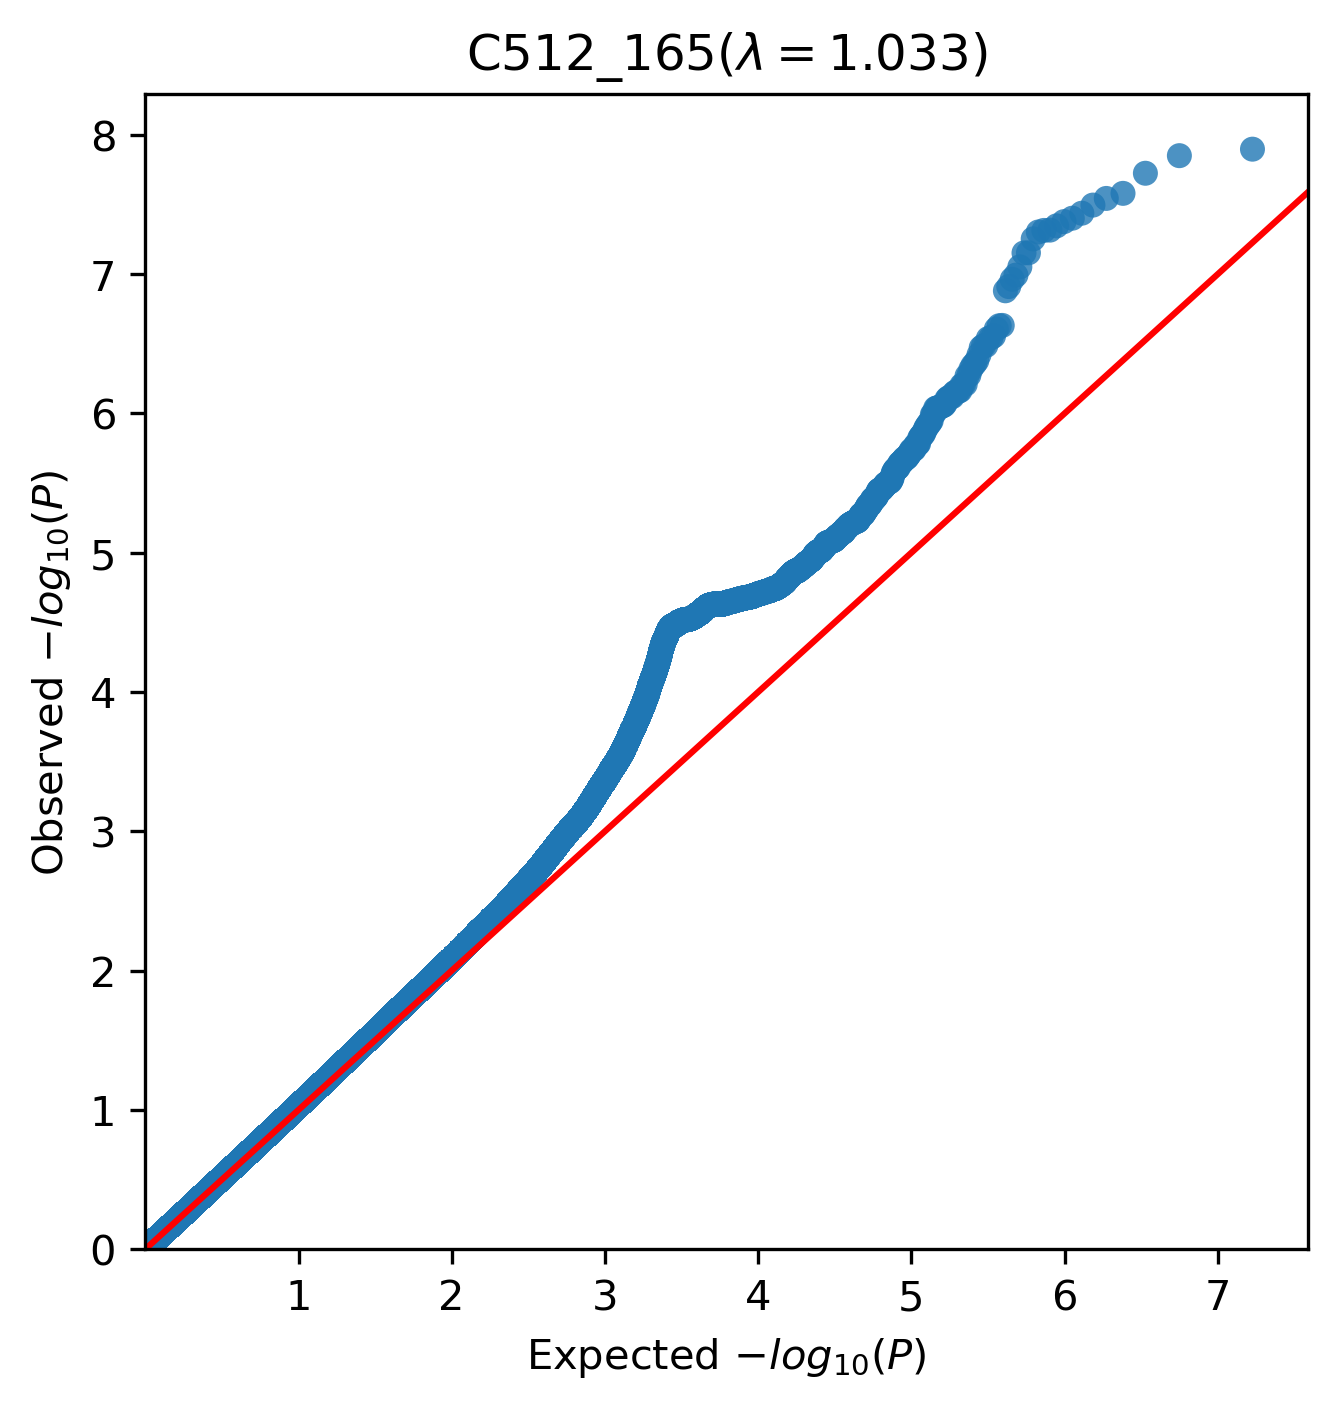 C512_165(λ = 1.033)
8
7
6
5
4
3
2
1
0
Observed −log₁₀(P)
1 2 3 4 5 6 7
Expected −log₁₀(P)